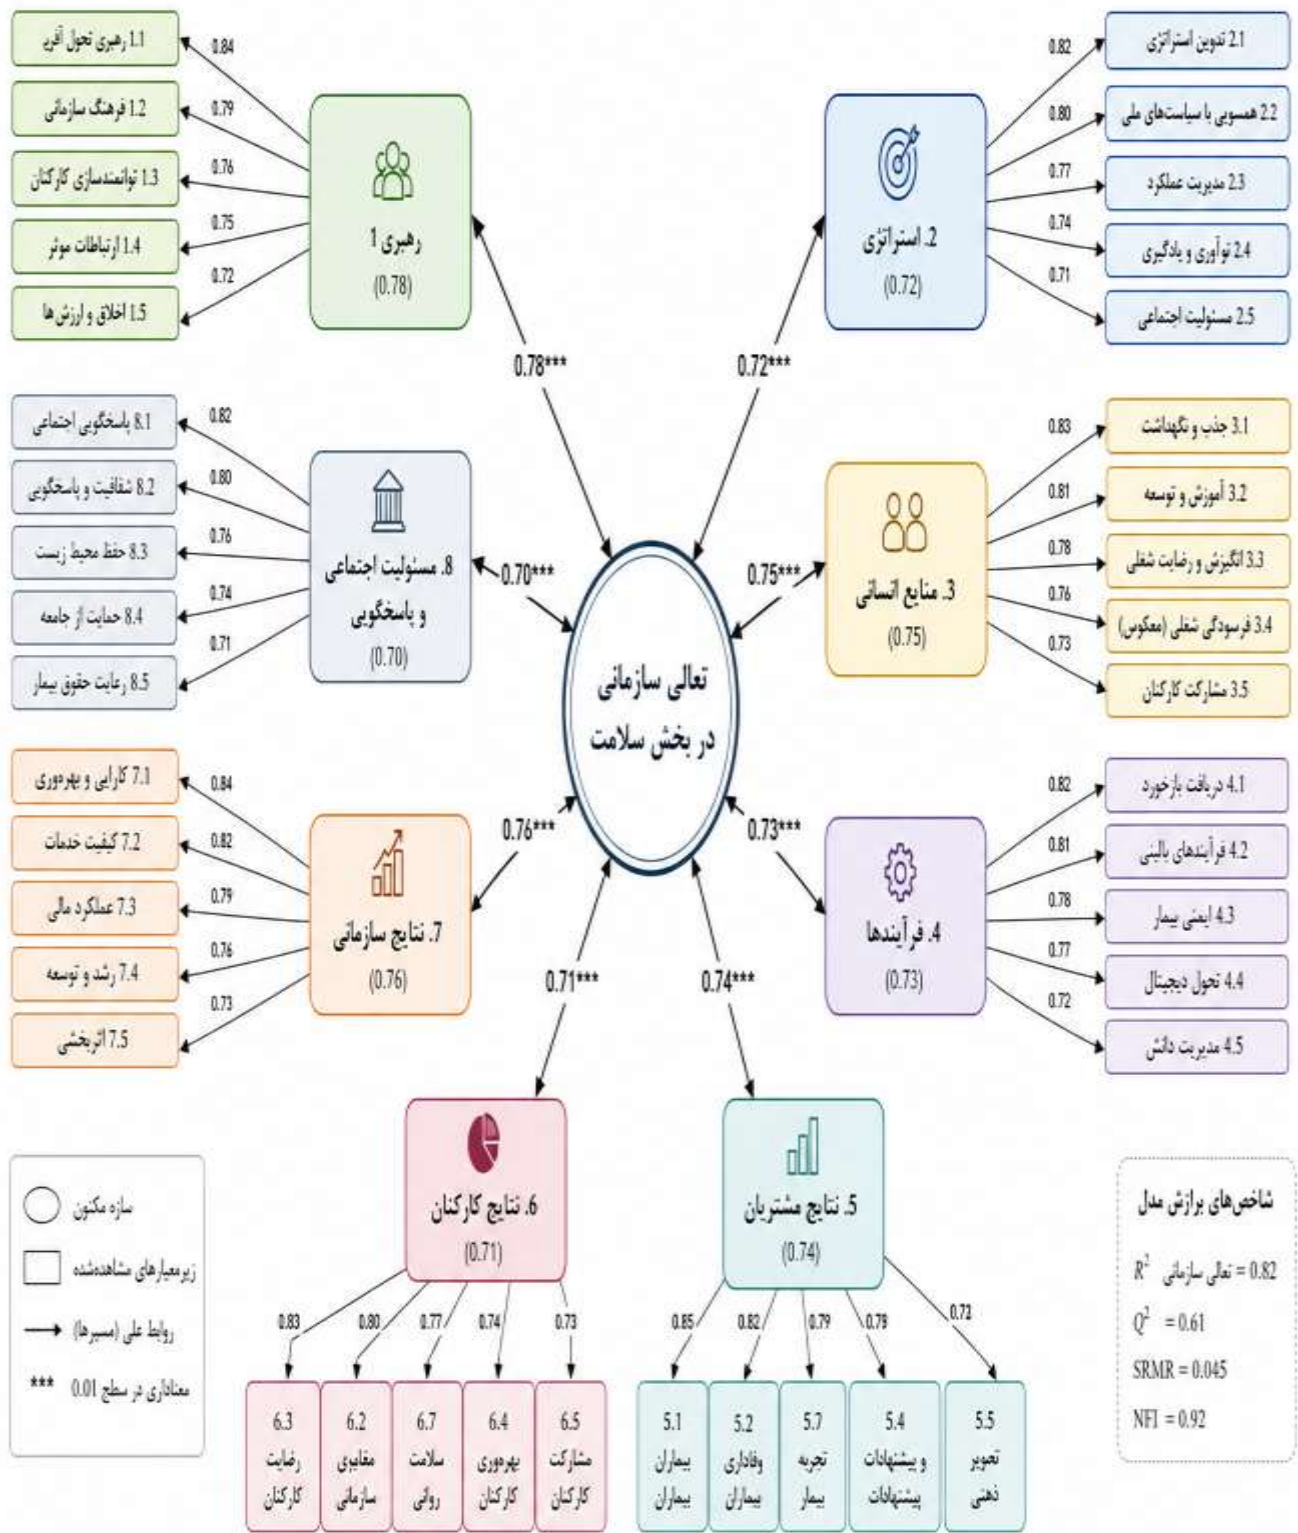 1.1 رهبری تحول آفرین
1.2 فرهنگ سازمانی
1.3 توانمندسازی کارکنان
1.4 ارتباطات موثر
1.5 اخلاق و ارزش‌ها
0.84
0.79
0.76
0.75
0.72
رهبری 1
(0.78)
2. استراتژی
(0.72)
0.82
0.80
0.77
0.74
0.71
2.1 تدوین استراتژی
2.2 همسویی با سیاست‌های ملی
2.3 مدیریت عملکرد
2.4 نوآوری و یادگیری
2.5 مسئولیت اجتماعی
0.78***
0.72***
8.1 پاسخگویی اجتماعی
8.2 شفافیت و پاسخگویی
8.3 حفظ محیط زیست
8.4 حمایت از جامعه
8.5 رعایت حقوق بیمار
0.82
0.80
0.76
0.74
0.71
8. مسئولیت اجتماعی
و پاسخگویی
(0.70)
0.70***
0.75***
3. منابع انسانی
(0.75)
0.83
0.81
0.78
0.76
0.73
3.1 جذب و نگهداشت
3.2 آموزش و توسعه
3.3 انگیزش و رضایت شغلی
3.4 فرسودگی شغلی (معکوس)
3.5 مشارکت کارکنان
تعالی سازمانی
در بخش سلامت
7.1 کارایی و بهره‌وری
7.2 کیفیت خدمات
7.3 عملکرد مالی
7.4 رشد و توسعه
7.5 اثربخشی
0.84
0.82
0.79
0.76
0.73
7. نتایج سازمانی
(0.76)
0.76***
0.73***
4. فرآیندها
(0.73)
0.82
0.81
0.78
0.77
0.72
4.1 دریافت بازخورد
4.2 فرآیندهای بالینی
4.3 ایمنی بیمار
4.4 تحول دیجیتال
4.5 مدیریت دانش
0.71***
0.74***
6. نتایج کارکنان
(0.71)
5. نتایج مشتریان
(0.74)
0.83
0.80
0.77
0.74
0.73
0.85
0.82
0.79
0.79
0.72
6.3
رضایت
کارکنان
6.2
سازمانی
6.7
سلامت
روانی
6.4
بهره‌وری
کارکنان
6.5
مشارکت
کارکنان
5.1
بیماران
بیماران
5.2
وفاداری
بیماران
5.7
تجربه
بیمار
5.4
و پیشنهادات
پیشنهادات
5.5
تصویر
ذهنی
سازه مکنون
زیرمعیارهای مشاهده‌شده
روابط علی (مسیرها)
*** معناداری در سطح 0.01
شاخص‌های برازش مدل
R² تعالی سازمانی = 0.82
Q² = 0.61
SRMR = 0.045
NFI = 0.92